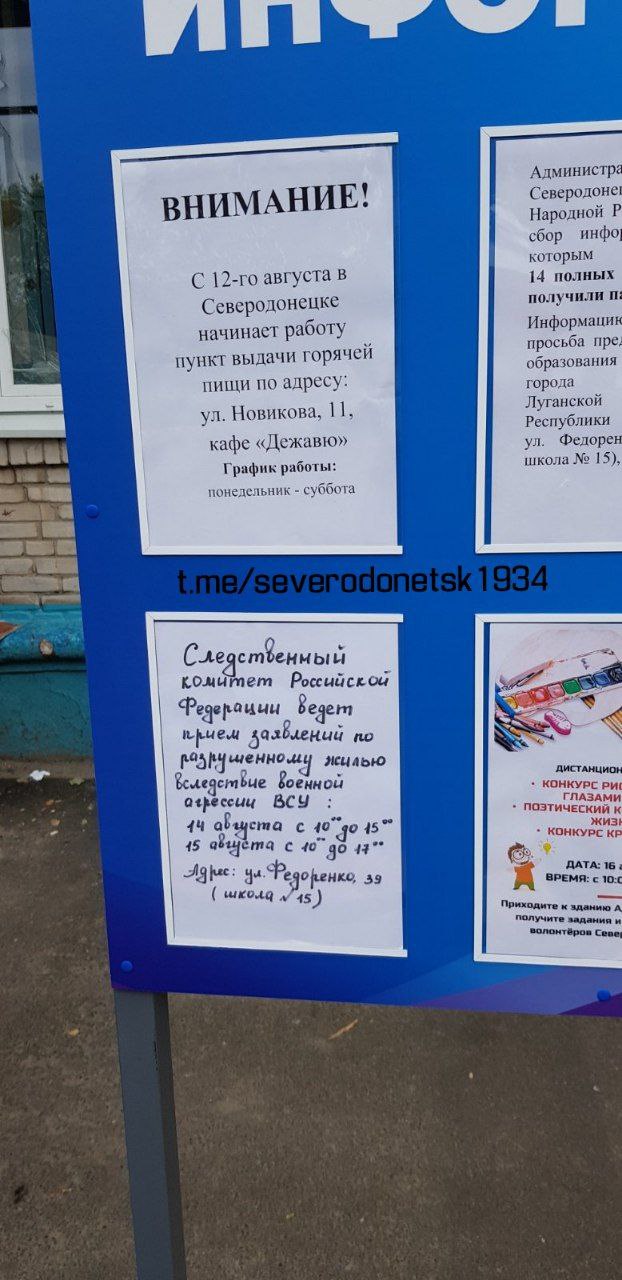 ИНФОР
ВНИМАНИЕ!
С 12-го августа в
Северодонецке
начинает работу
пункт выдачи горячей
пищи по адресу:
ул. Новикова, 11,
кафе «Дежавю»
График работы:
понедельник - суббота
Администра
Северодонец
Народной Р
сбор инфор
которым
14 полных
получили па
Информацию
просьба пред
образования
города
Луганской
Республики
ул. Федорен
школа № 15),
t.me/severodonetsk1934
Следственный
комитет Российской
Федерации ведет
прием заявлений по
разрушенному жилью
вследствие военной
агрессии ВСУ :
14 августа с 10⁰⁰ до 15⁰⁰
15 августа с 10⁰⁰ до 17⁰⁰
Адрес: ул. Федоренко, 39
( школа № 15)
ДИСТАНЦИОН
• КОНКУРС РИС
ГЛАЗАМИ
• ПОЭТИЧЕСКИЙ К
ЖИЗН
• КОНКУРС КР
ДАТА: 16 а
ВРЕМЯ: с 10:0
Приходите к зданию А
получите задания и
волонтёров Севе